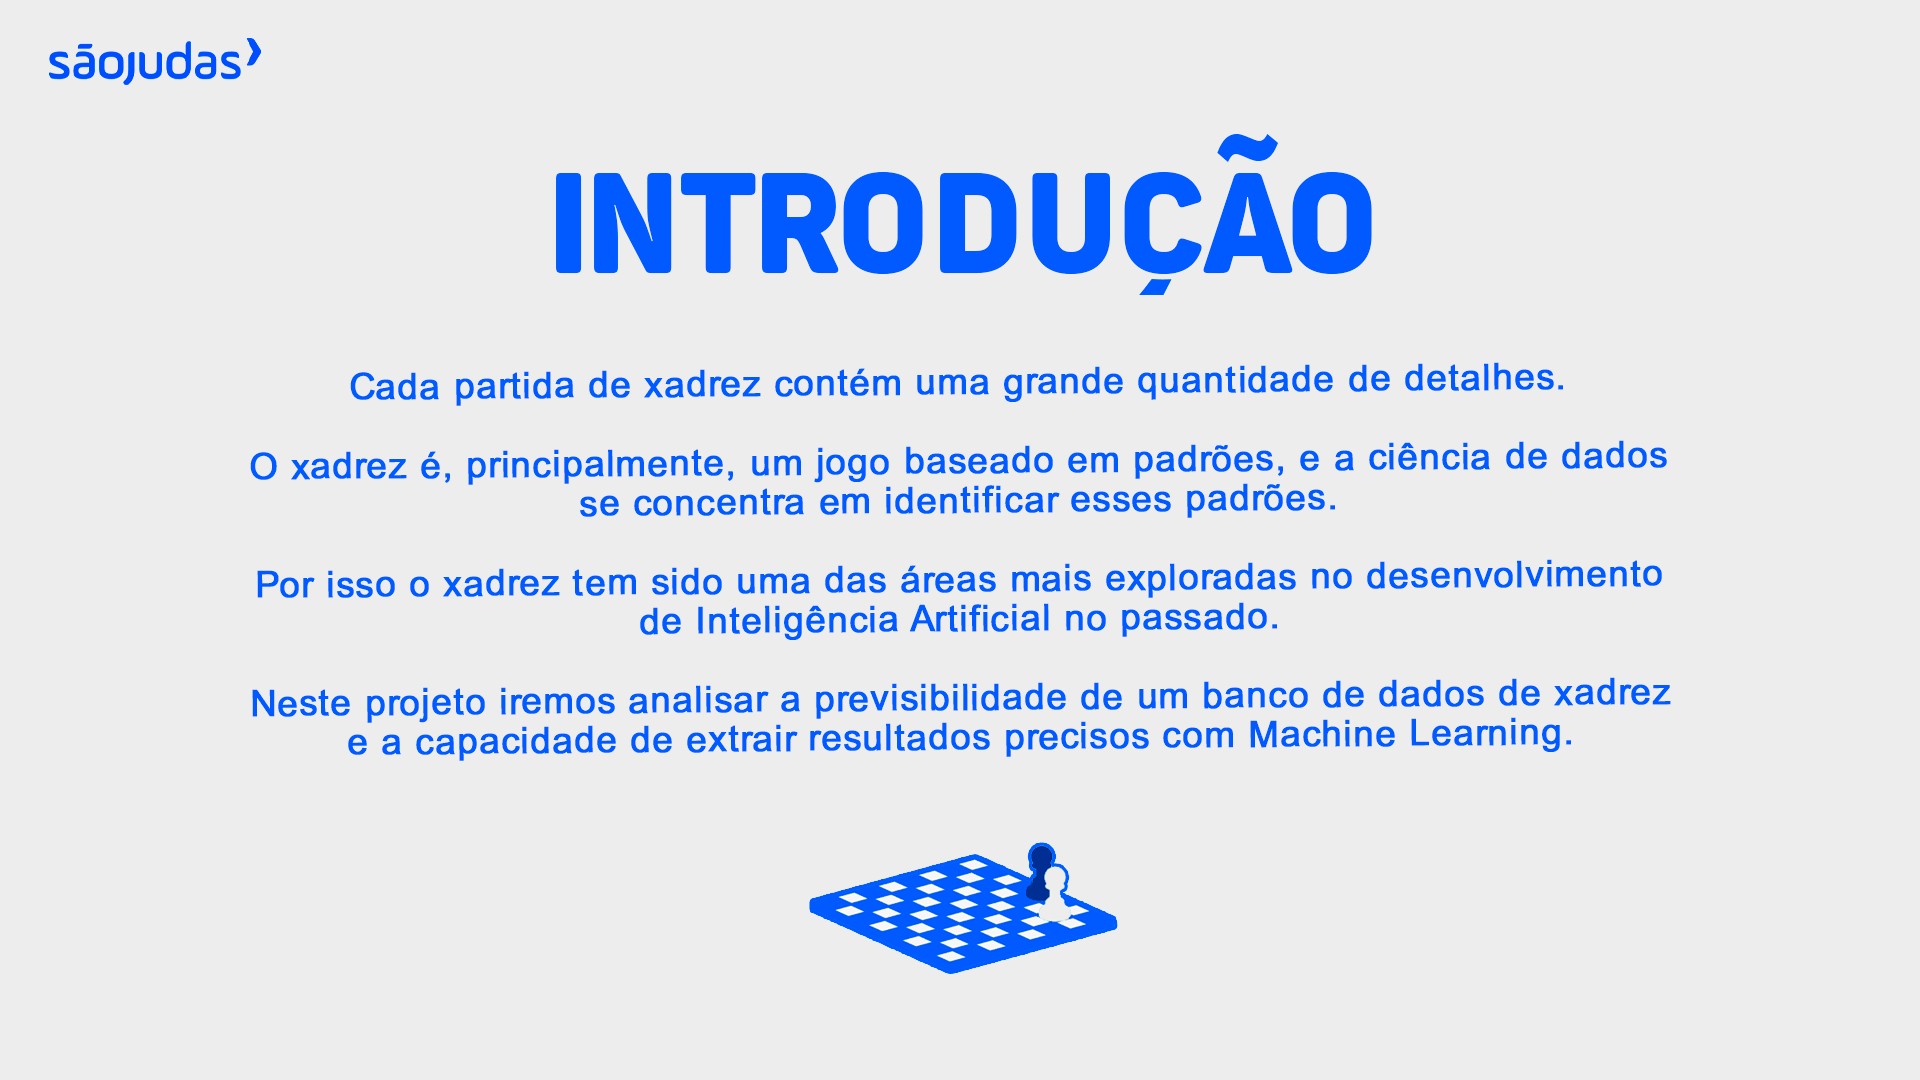 sãojudas
INTRODUÇÃO
Cada partida de xadrez contém uma grande quantidade de detalhes.
O xadrez é, principalmente, um jogo baseado em padrões, e a ciência de dados
se concentra em identificar esses padrões.
Por isso o xadrez tem sido uma das áreas mais exploradas no desenvolvimento
de Inteligência Artificial no passado.
Neste projeto iremos analisar a previsibilidade de um banco de dados de xadrez
e a capacidade de extrair resultados precisos com Machine Learning.